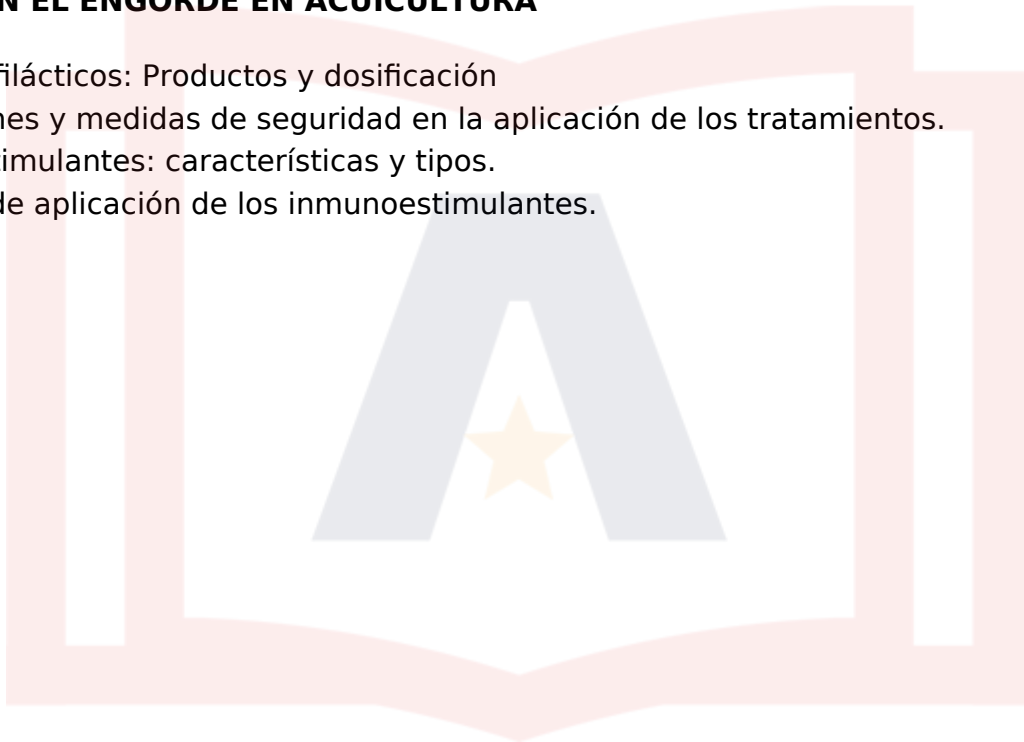 N EL ENGORDE EN ACUICULTURA
filácticos: Productos y dosificación
nes y medidas de seguridad en la aplicación de los tratamientos.
timulantes: características y tipos.
de aplicación de los inmunoestimulantes.